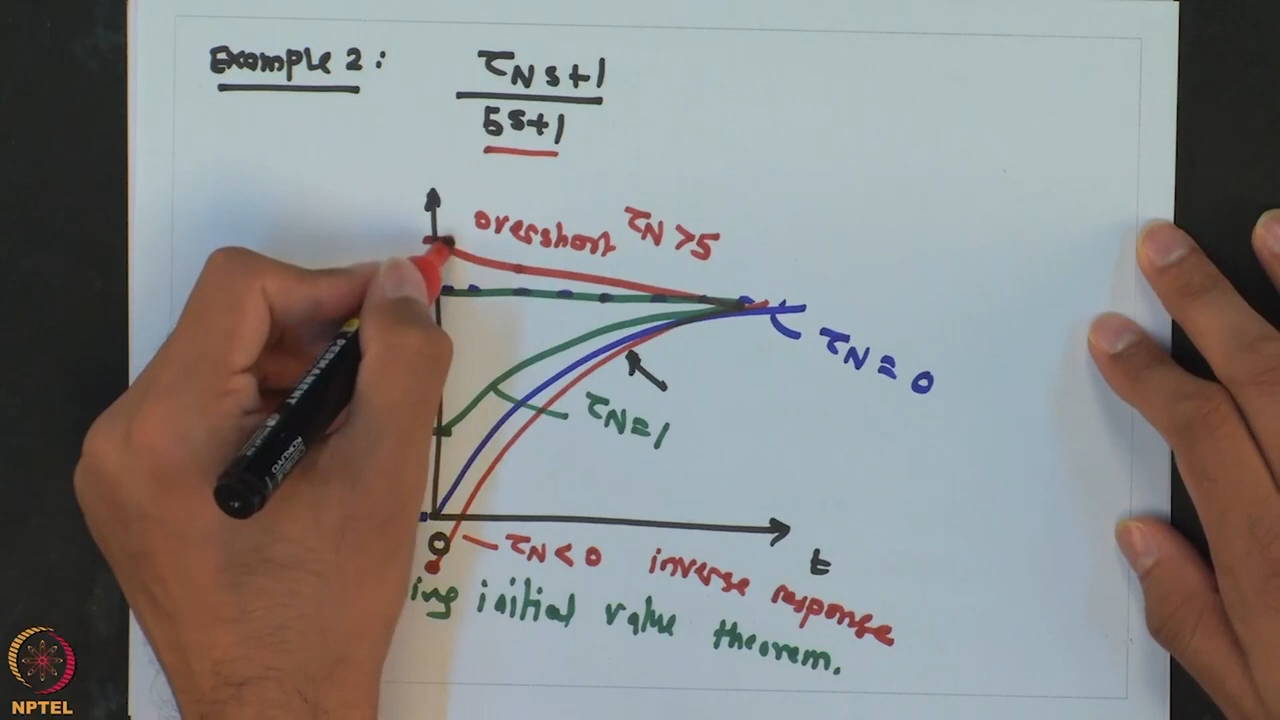 Example 2:
τN s+1
5s+1
overshort τN >5
τN = 0
τN = 1
0
τN < 0 inverse response
t
ing initial value theorem.
NPTEL